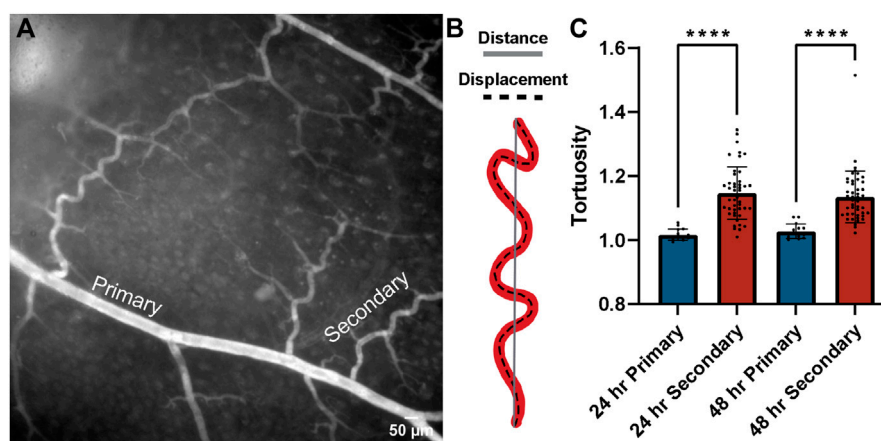 A
Primary
Secondary
50 µm
B
Distance
Displacement
C
****
****
Tortuosity
1.6
1.4
1.2
1.0
0.8
24 hr Primary
24 hr Secondary
48 hr Primary
48 hr Secondary